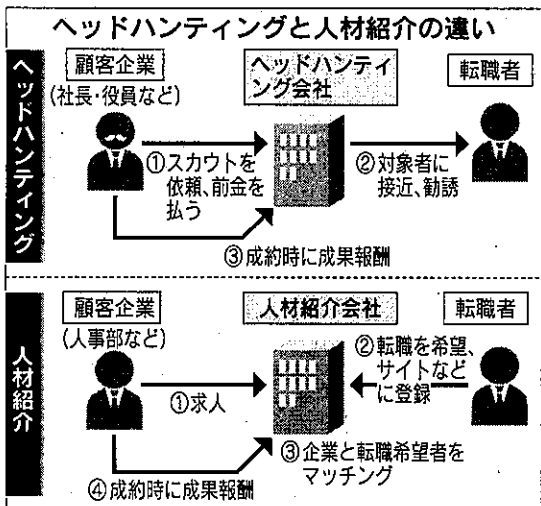 ヘッドハンティングと人材紹介の違い
ヘッドハンティング
顧客企業
(社長・役員など)
ヘッドハンティ
ング会社
転職者
①スカウトを
依頼、前金を
払う
②対象者に
接近、勧誘
③成約時に成果報酬
人材紹介
顧客企業
(人事部など)
人材紹介会社
転職者
①求人
②転職を希望、
サイトなど
に登録
③企業と転職希望者を
マッチング
④成約時に成果報酬